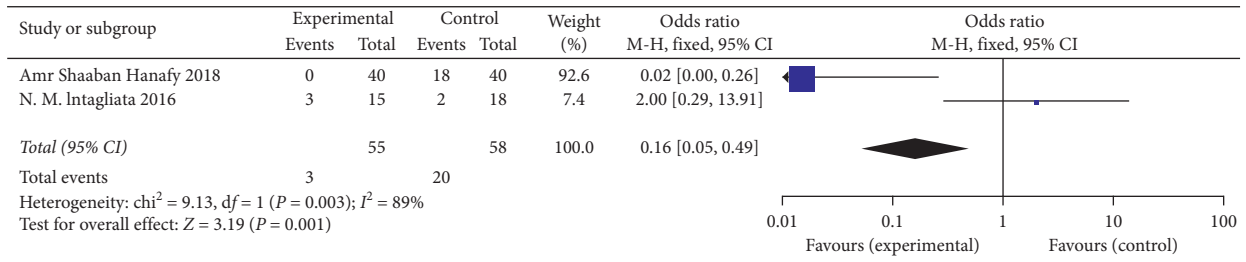 Study or subgroup Experimental Control Weight Odds ratio Odds ratio
Events Total Events Total (%) M-H, fixed, 95% CI M-H, fixed, 95% CI
Amr Shaaban Hanafy 2018 0 40 18 40 92.6 0.02 [0.00, 0.26]
N. M. lntagliata 2016 3 15 2 18 7.4 2.00 [0.29, 13.91]
Total (95% CI) 55 58 100.0 0.16 [0.05, 0.49]
Total events 3 20
Heterogeneity: chi² = 9.13, df = 1 (P = 0.003); I² = 89%
Test for overall effect: Z = 3.19 (P = 0.001)
0.01 0.1 1 10 100
Favours (experimental) Favours (control)